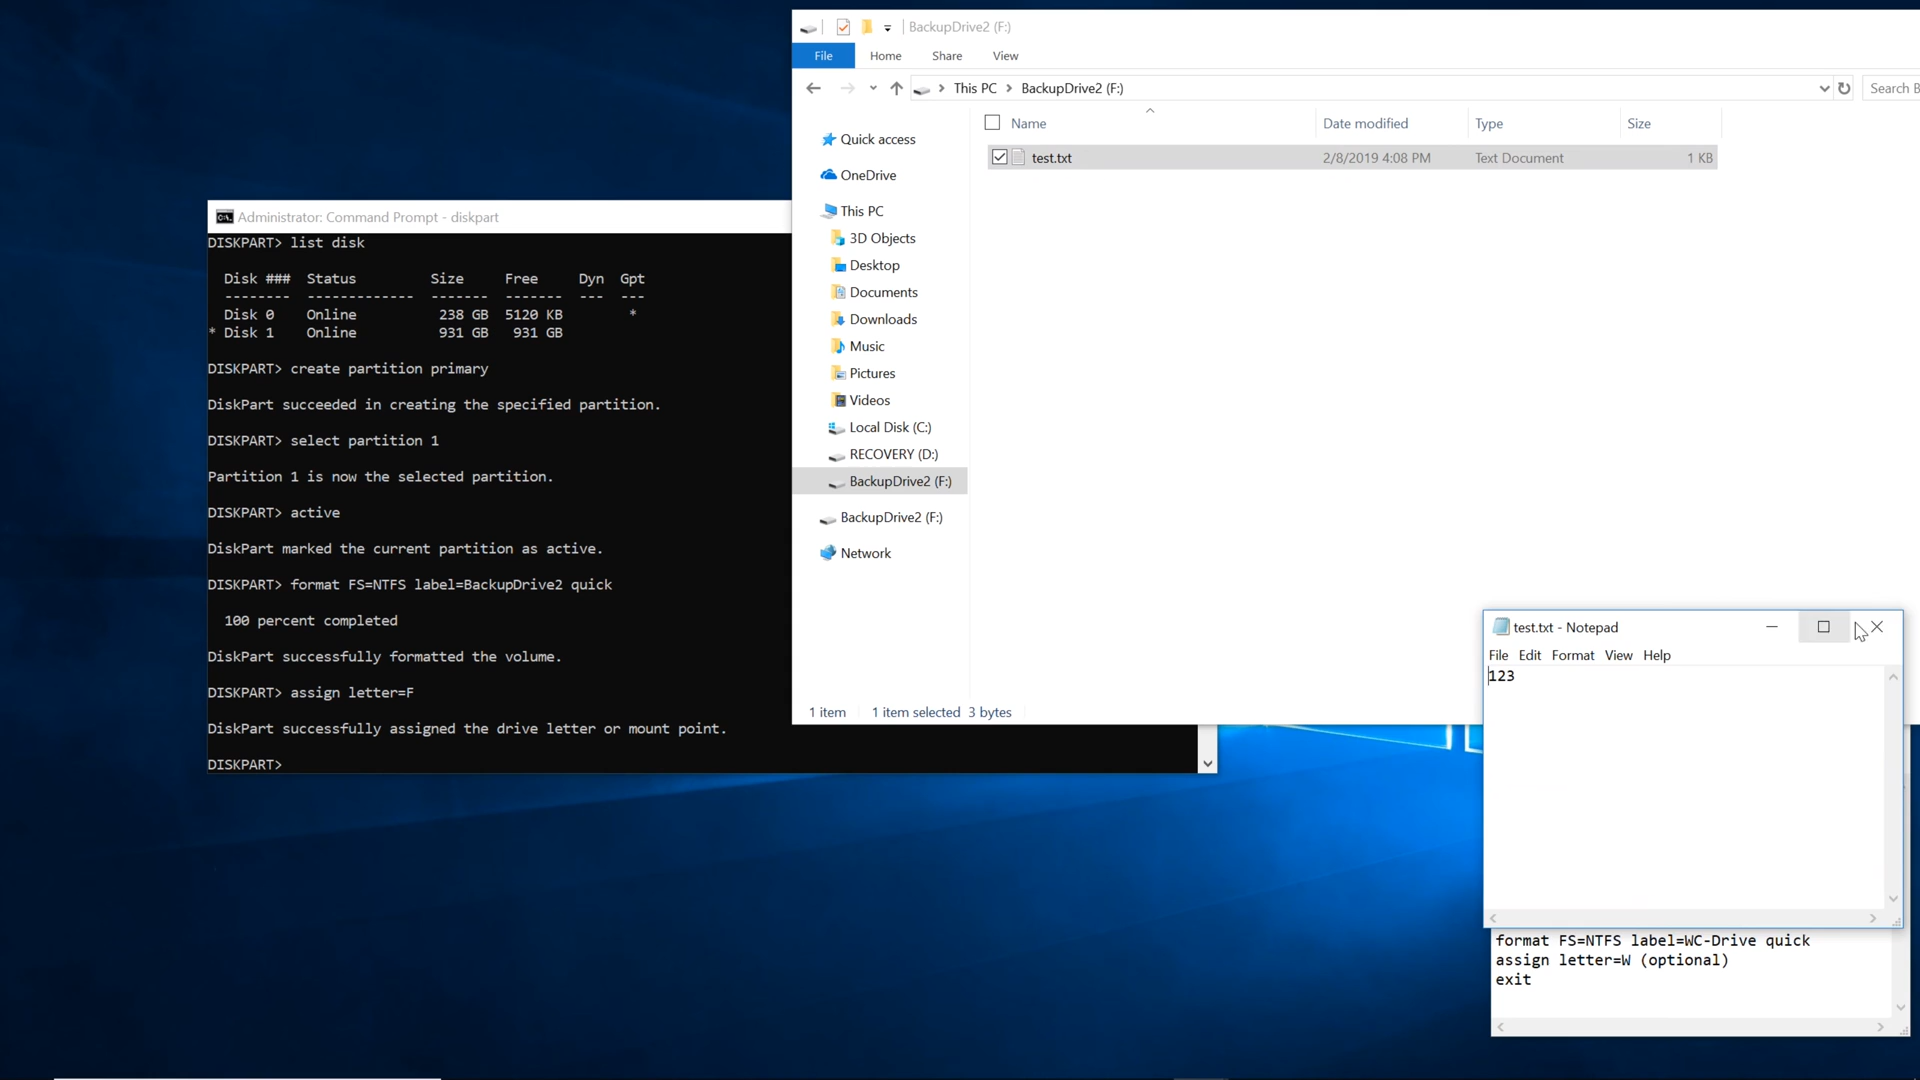 BackupDrive2 (F:)
File Home Share View
This PC > BackupDrive2 (F:)
Search B
Name Date modified Type Size
test.txt 2/8/2019 4:08 PM Text Document 1 KB
Quick access
OneDrive
This PC
3D Objects
Desktop
Documents
Downloads
Music
Pictures
Videos
Local Disk (C:)
RECOVERY (D:)
BackupDrive2 (F:)
BackupDrive2 (F:)
Network
1 item 1 item selected 3 bytes
Administrator: Command Prompt - diskpart
DISKPART> list disk
Disk ### Status Size Free Dyn Gpt
-------- ------------- ------- ------- --- ---
Disk 0 Online 238 GB 5120 KB *
* Disk 1 Online 931 GB 931 GB
DISKPART> create partition primary
DiskPart succeeded in creating the specified partition.
DISKPART> select partition 1
Partition 1 is now the selected partition.
DISKPART> active
DiskPart marked the current partition as active.
DISKPART> format FS=NTFS label=BackupDrive2 quick
100 percent completed
DiskPart successfully formatted the volume.
DISKPART> assign letter=F
DiskPart successfully assigned the drive letter or mount point.
DISKPART>
test.txt - Notepad
File Edit Format View Help
123
format FS=NTFS label=WC-Drive quick
assign letter=W (optional)
exit